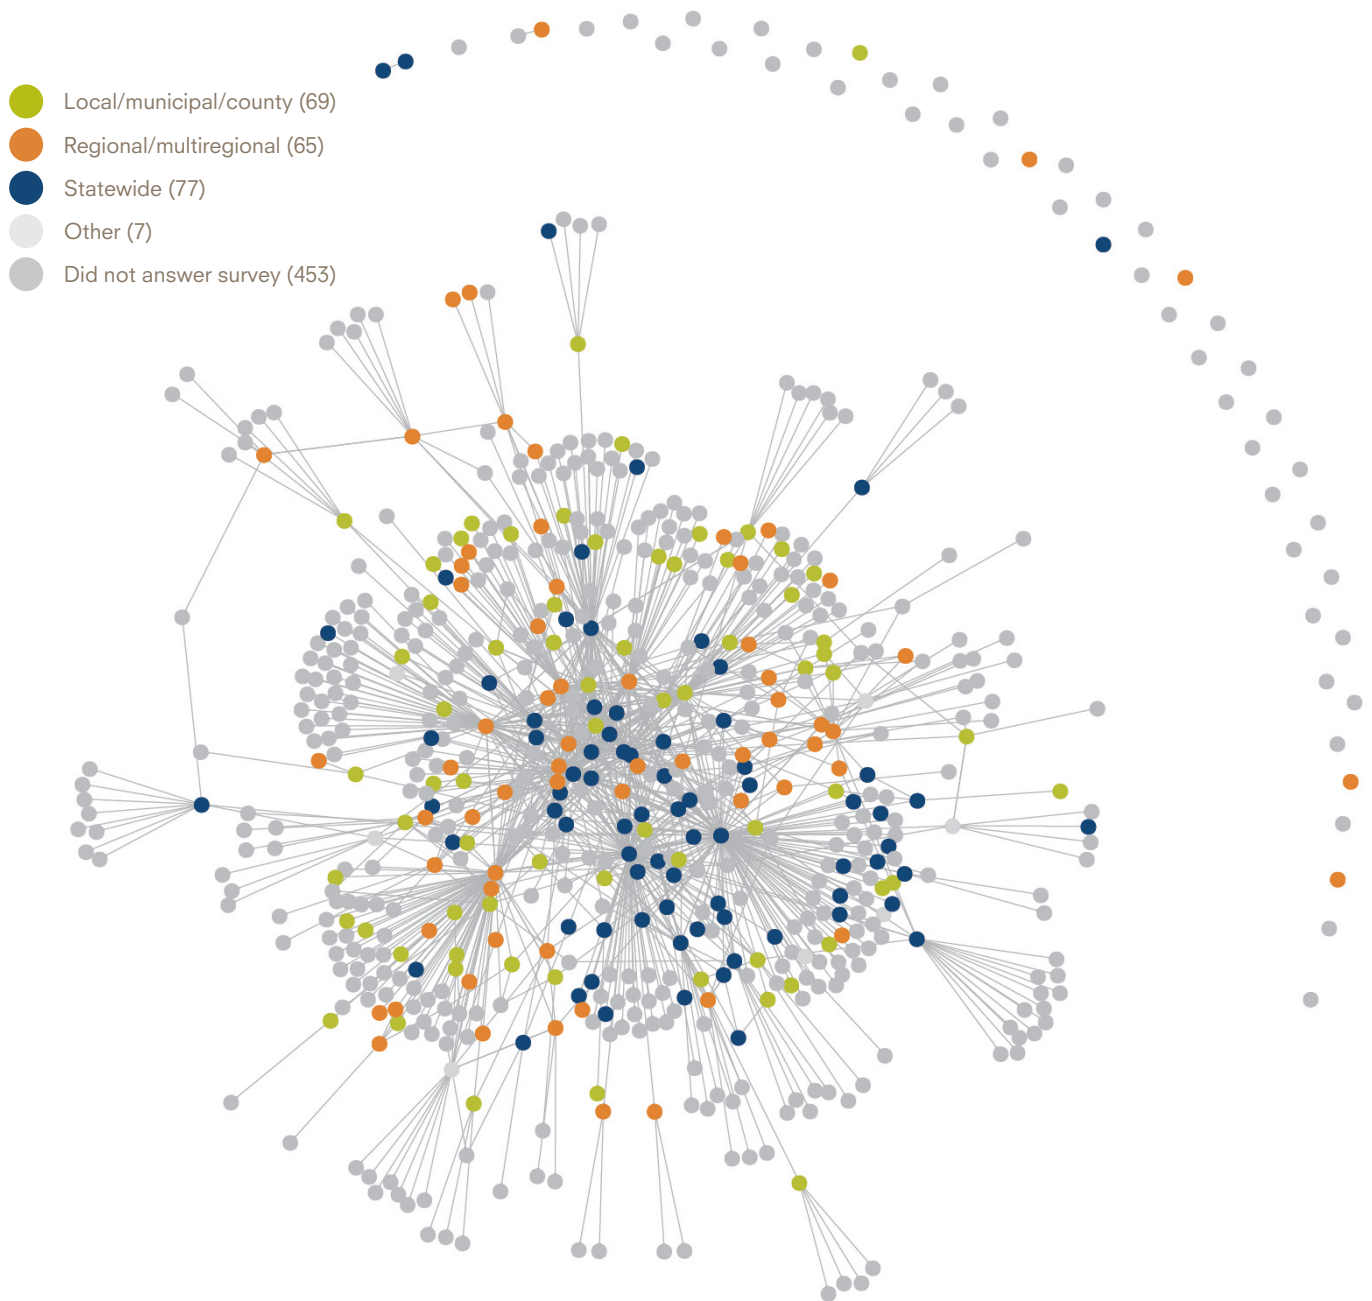 Local/municipal/county (69)
Regional/multiregional (65)
Statewide (77)
Other (7)
Did not answer survey (453)